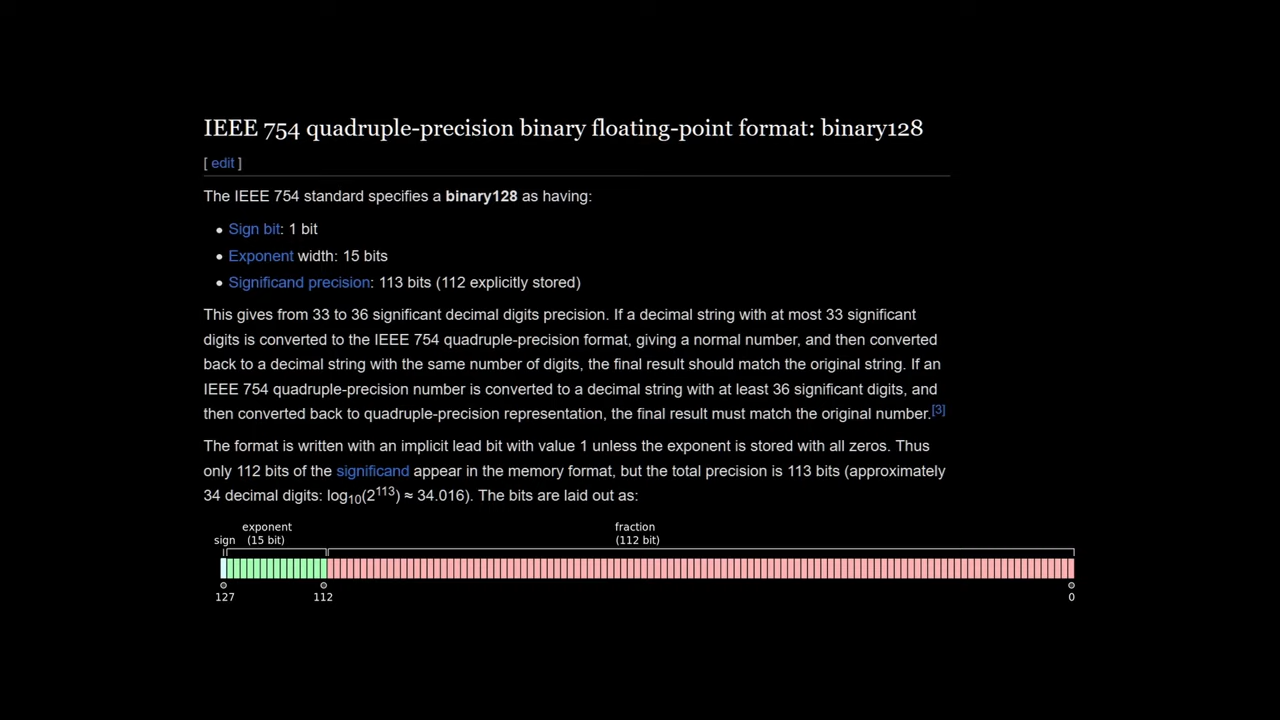 IEEE 754 quadruple-precision binary floating-point format: binary128
[ edit ]
The IEEE 754 standard specifies a binary128 as having:
• Sign bit: 1 bit
• Exponent width: 15 bits
• Significand precision: 113 bits (112 explicitly stored)
This gives from 33 to 36 significant decimal digits precision. If a decimal string with at most 33 significant
digits is converted to the IEEE 754 quadruple-precision format, giving a normal number, and then converted
back to a decimal string with the same number of digits, the final result should match the original string. If an
IEEE 754 quadruple-precision number is converted to a decimal string with at least 36 significant digits, and
then converted back to quadruple-precision representation, the final result must match the original number.[3]
The format is written with an implicit lead bit with value 1 unless the exponent is stored with all zeros. Thus
only 112 bits of the significand appear in the memory format, but the total precision is 113 bits (approximately
34 decimal digits: log₁₀(2¹¹³) ≈ 34.016). The bits are laid out as:
exponent fraction
sign (15 bit) (112 bit)
127 112 0